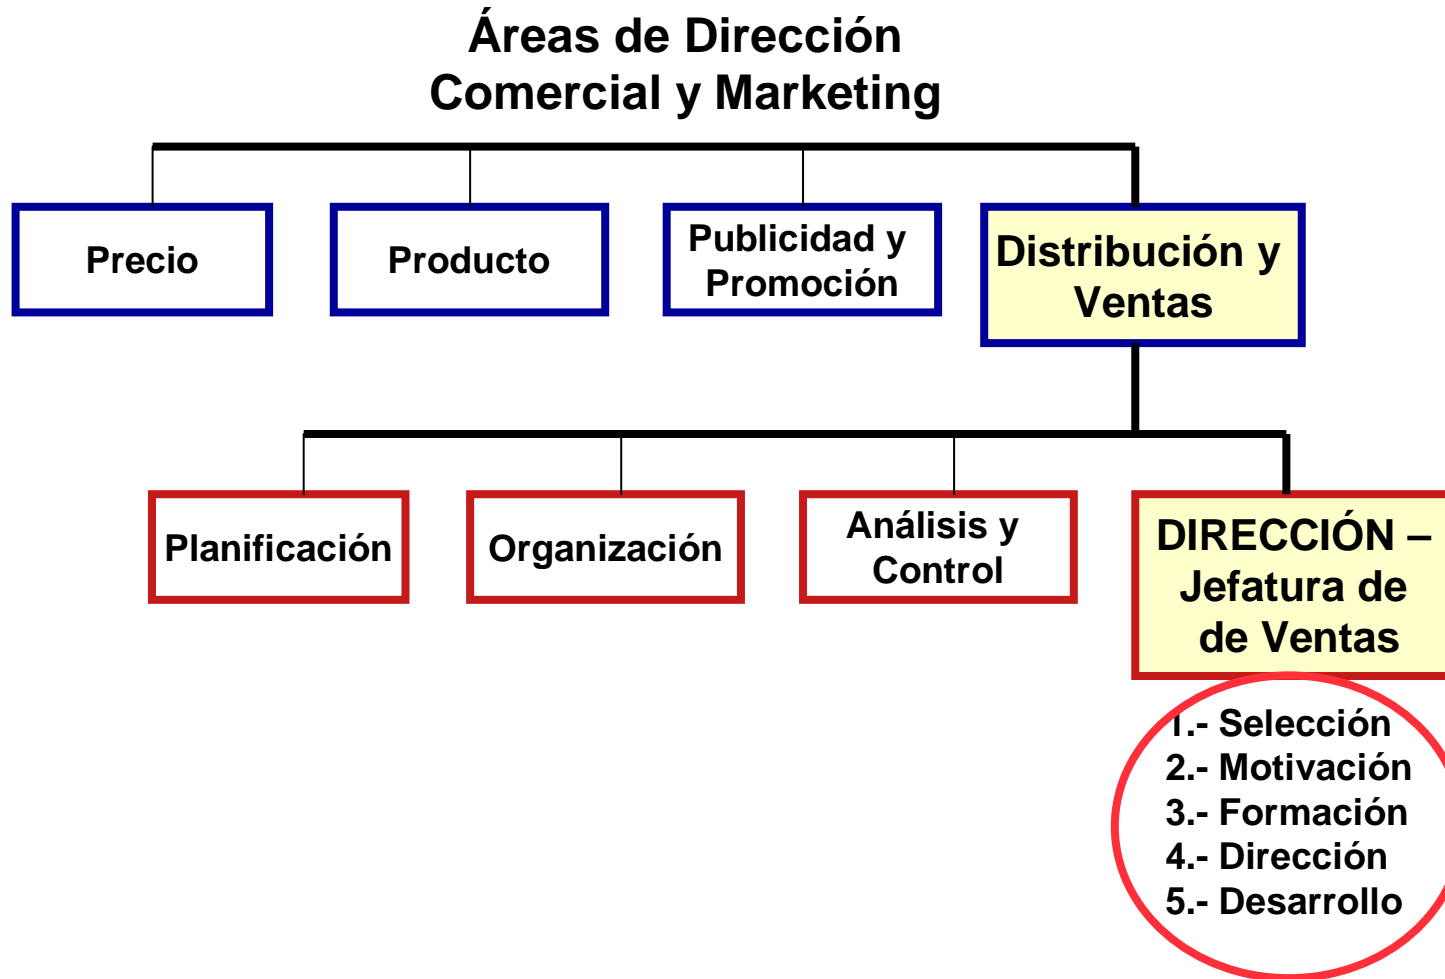 Áreas de Dirección
Comercial y Marketing
Precio
Producto
Publicidad y
Promoción
Distribución y
Ventas
Planificación
Organización
Análisis y
Control
DIRECCIÓN –
Jefatura de
de Ventas
1.- Selección
2.- Motivación
3.- Formación
4.- Dirección
5.- Desarrollo